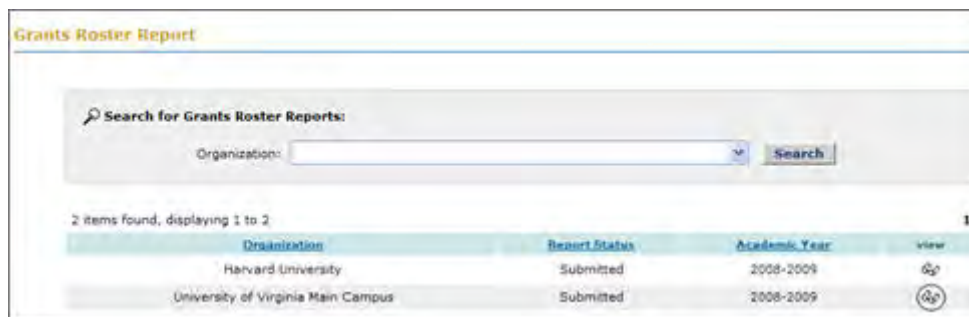 Grants Roster Report
Search for Grants Roster Reports:
Organization: Search
2 items found, displaying 1 to 2 1
Organization Report Status Academic Year view
Harvard University Submitted 2008-2009
University of Virginia Main Campus Submitted 2008-2009